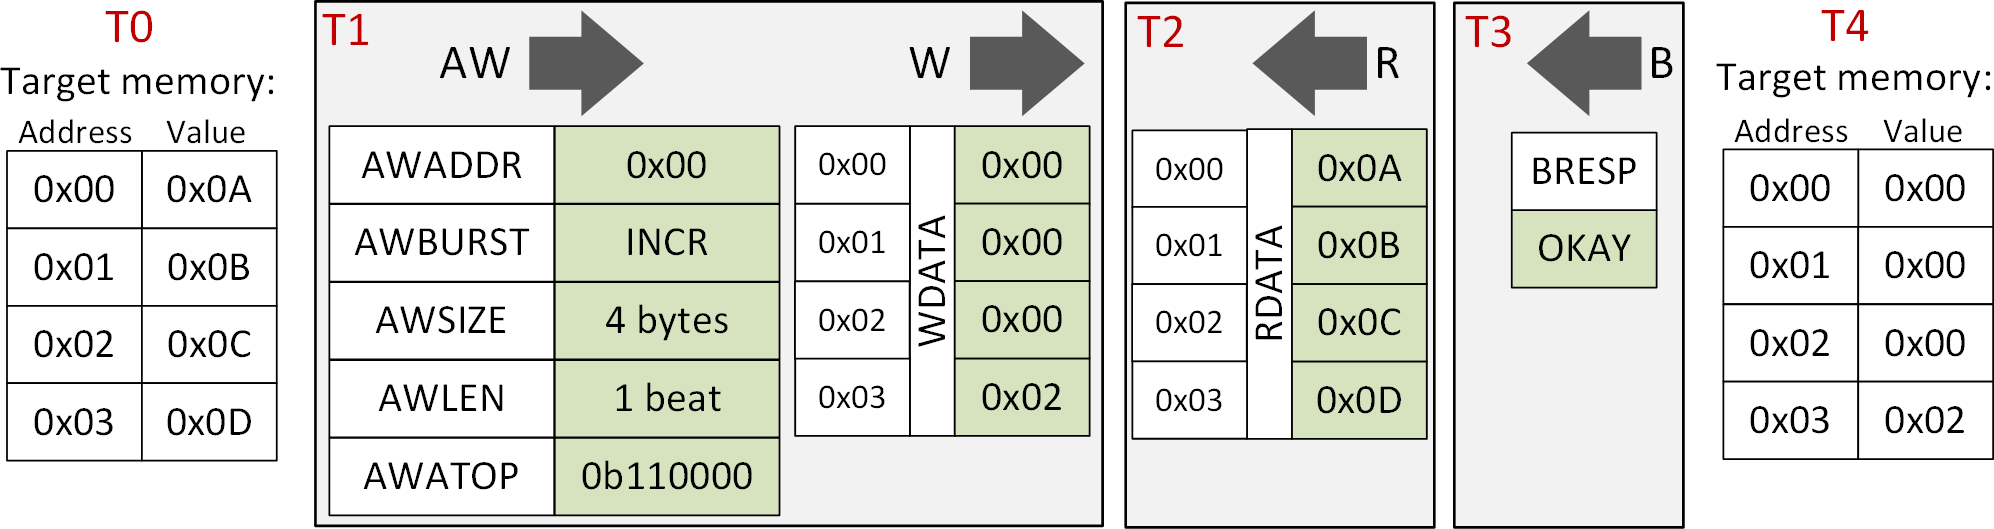 T0
Target memory:
Address Value
0x00 0x0A
0x01 0x0B
0x02 0x0C
0x03 0x0D
T1
AW
W
AWADDR 0x00
AWBURST INCR
AWSIZE 4 bytes
AWLEN 1 beat
AWATOP 0b110000
WDATA
0x00 0x00
0x01 0x00
0x02 0x00
0x03 0x02
T2
R
RDATA
0x00 0x0A
0x01 0x0B
0x02 0x0C
0x03 0x0D
T3
B
BRESP
OKAY
T4
Target memory:
Address Value
0x00 0x00
0x01 0x00
0x02 0x00
0x03 0x02